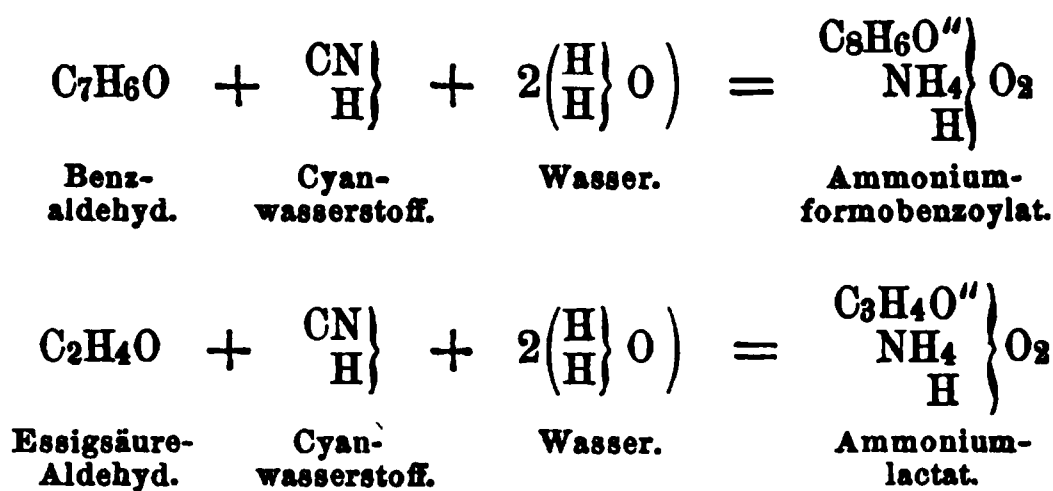 C7H6O + CN H} + 2(H H} O) = C8H6O" NH4 H} O2
Benz- Cyan- Wasser. Ammonium-
aldehyd. wasserstoff. formobenzoylat.
C2H4O + CN H} + 2(H H} O) = C3H4O" NH4 H} O2
Essigsäure- Cyan- Wasser. Ammonium-
Aldehyd. wasserstoff. lactat.